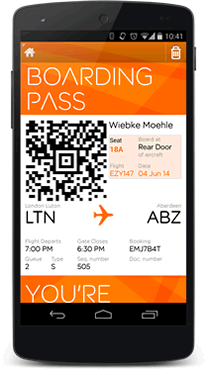 10:41
BOARDING
PASS
Wiebke Moehle
Seat Board at
18A Rear Door
of aircraft
Flight Date
EZY147 04 Jun 14
London Luton Aberdeen
LTN ABZ
Flight Departs Gate Closes Booking
7:00 PM 6:30 PM EMJ7B4T
Queue Type Seq. number Doc. number
2 S 505
YOU'RE